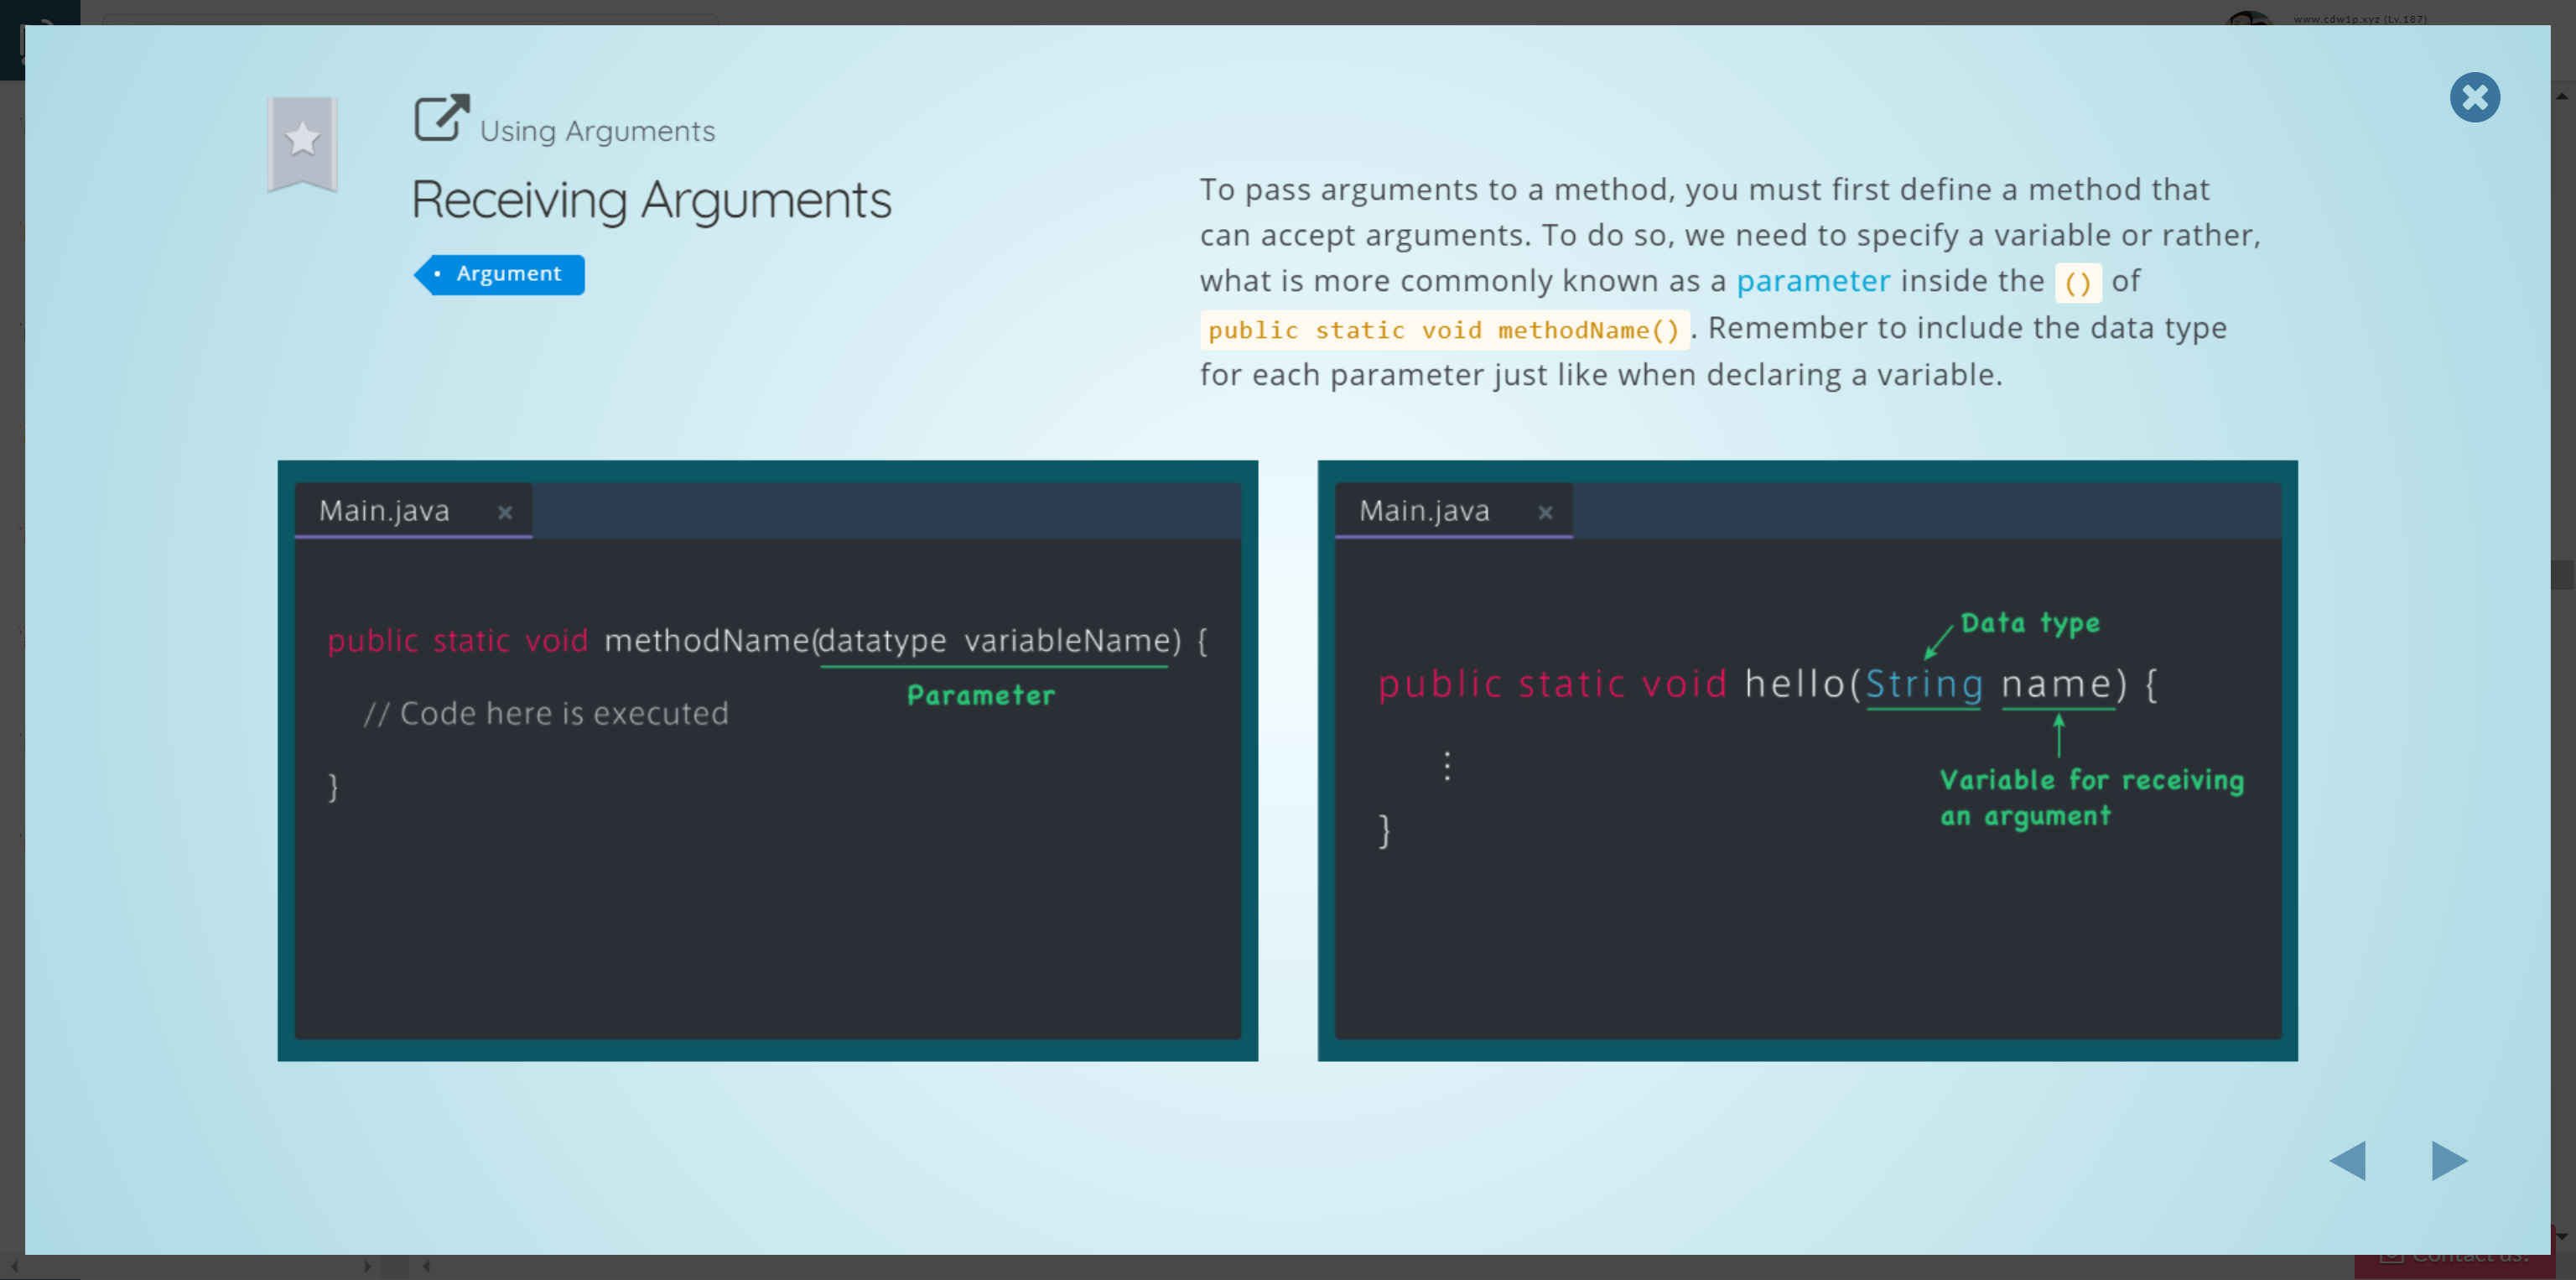 www.cdw1p.xyz (Lv.187)
Using Arguments
Receiving Arguments
• Argument
To pass arguments to a method, you must first define a method that
can accept arguments. To do so, we need to specify a variable or rather,
what is more commonly known as a parameter inside the () of
public static void methodName(). Remember to include the data type
for each parameter just like when declaring a variable.
Main.java ×
public static void methodName(datatype variableName) {
Parameter
// Code here is executed
}
Main.java ×
Data type
public static void hello(String name) {
⋮
Variable for receiving
an argument
}
Contact us!